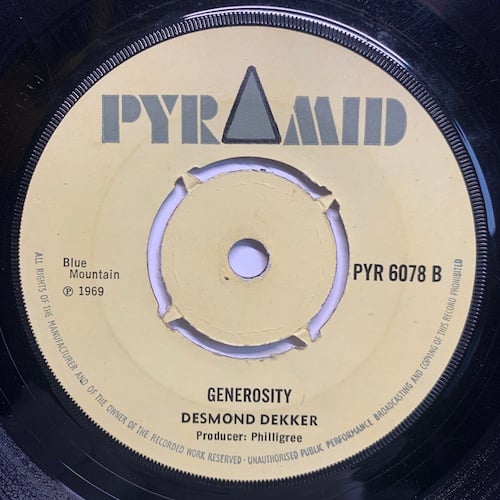 PYRAMID
Blue
Mountain
℗ 1969
PYR 6078 B
GENEROSITY
DESMOND DEKKER
Producer: Philligree
ALL RIGHTS OF THE MANUFACTURER AND OF THE OWNER OF THE RECORDED WORK RESERVED · UNAUTHORISED PUBLIC PERFORMANCE BROADCASTING AND COPYING OF THIS RECORD PROHIBITED